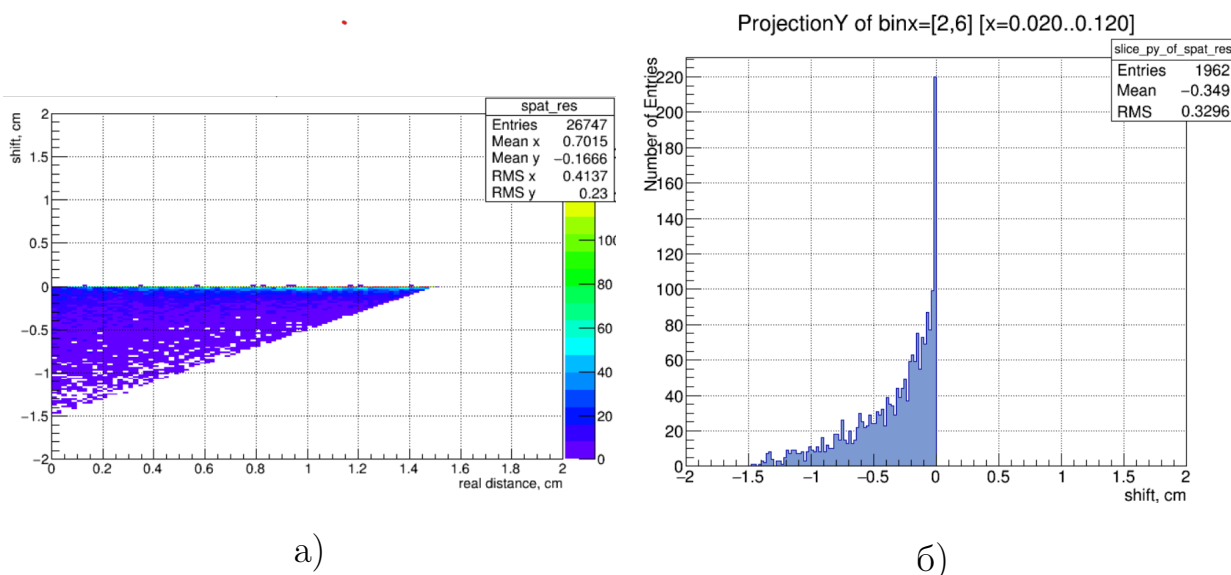 spat_res
Entries 26747
Mean x 0.7015
Mean y −0.1666
RMS x 0.4137
RMS y 0.23
shift, cm
2
1.5
1
0.5
0
−0.5
−1
−1.5
−2
0 0.2 0.4 0.6 0.8 1 1.2 1.4 1.6 1.8 2
real distance, cm
100
80
60
40
20
0
а)
ProjectionY of binx=[2,6] [x=0.020..0.120]
slice_py_of_spat_res
Entries 1962
Mean −0.349
RMS 0.3296
Number of Entries
220
200
180
160
140
120
100
80
60
40
20
0
−2 −1.5 −1 −0.5 0 0.5 1 1.5 2
shift, cm
б)